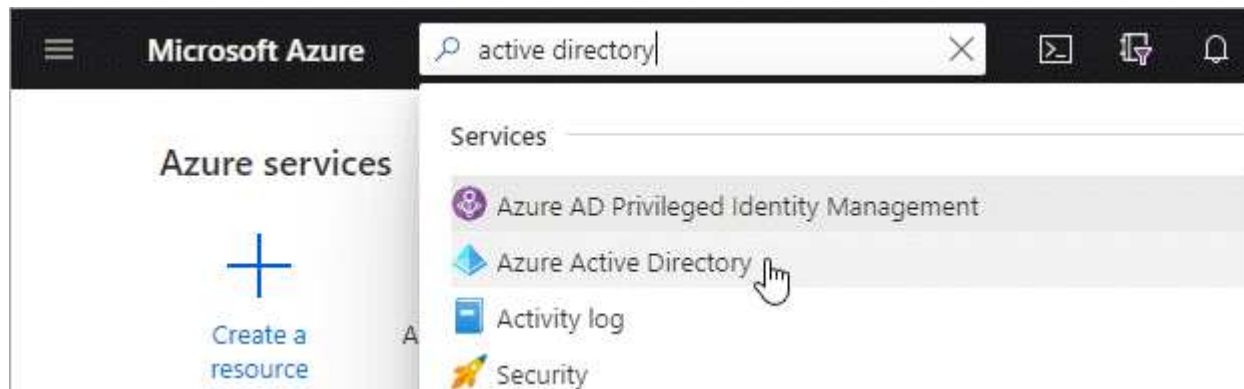 Microsoft Azure
active directory
Services
Azure services
Azure AD Privileged Identity Management
Azure Active Directory
Activity log
Create a
resource
A
Security